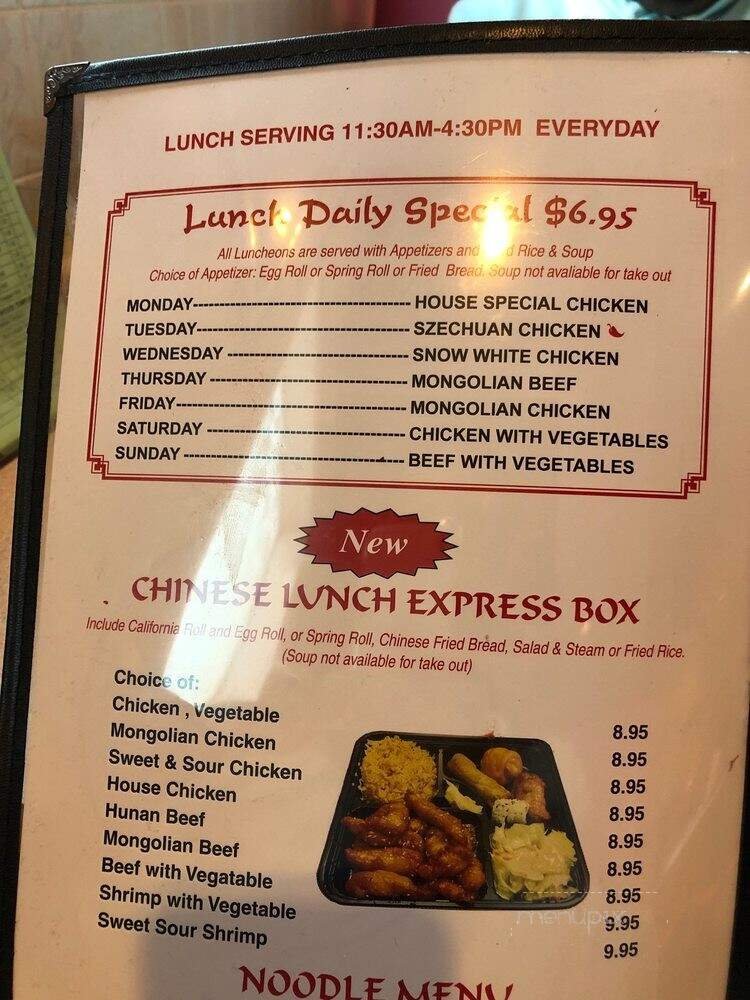 LUNCH SERVING 11:30AM-4:30PM EVERYDAY
Lunch Daily Special $6.95
All Luncheons are served with Appetizers and Rice & Soup
Choice of Appetizer: Egg Roll or Spring Roll or Fried Bread, Soup not avaliable for take out
MONDAY----------------------------------- HOUSE SPECIAL CHICKEN
TUESDAY----------------------------------- SZECHUAN CHICKEN
WEDNESDAY ------------------------------ SNOW WHITE CHICKEN
THURSDAY -------------------------------- MONGOLIAN BEEF
FRIDAY------------------------------------- MONGOLIAN CHICKEN
SATURDAY -------------------------------- CHICKEN WITH VEGETABLES
SUNDAY ----------------------------------- BEEF WITH VEGETABLES
New
CHINESE LUNCH EXPRESS BOX
Include California Roll and Egg Roll, or Spring Roll, Chinese Fried Bread, Salad & Steam or Fried Rice.
(Soup not available for take out)
Choice of:
Chicken , Vegetable 8.95
Mongolian Chicken 8.95
Sweet & Sour Chicken 8.95
House Chicken 8.95
Hunan Beef 8.95
Mongolian Beef 8.95
Beef with Vegatable 8.95
Shrimp with Vegetable 9.95
Sweet Sour Shrimp 9.95
NOODLE MENU